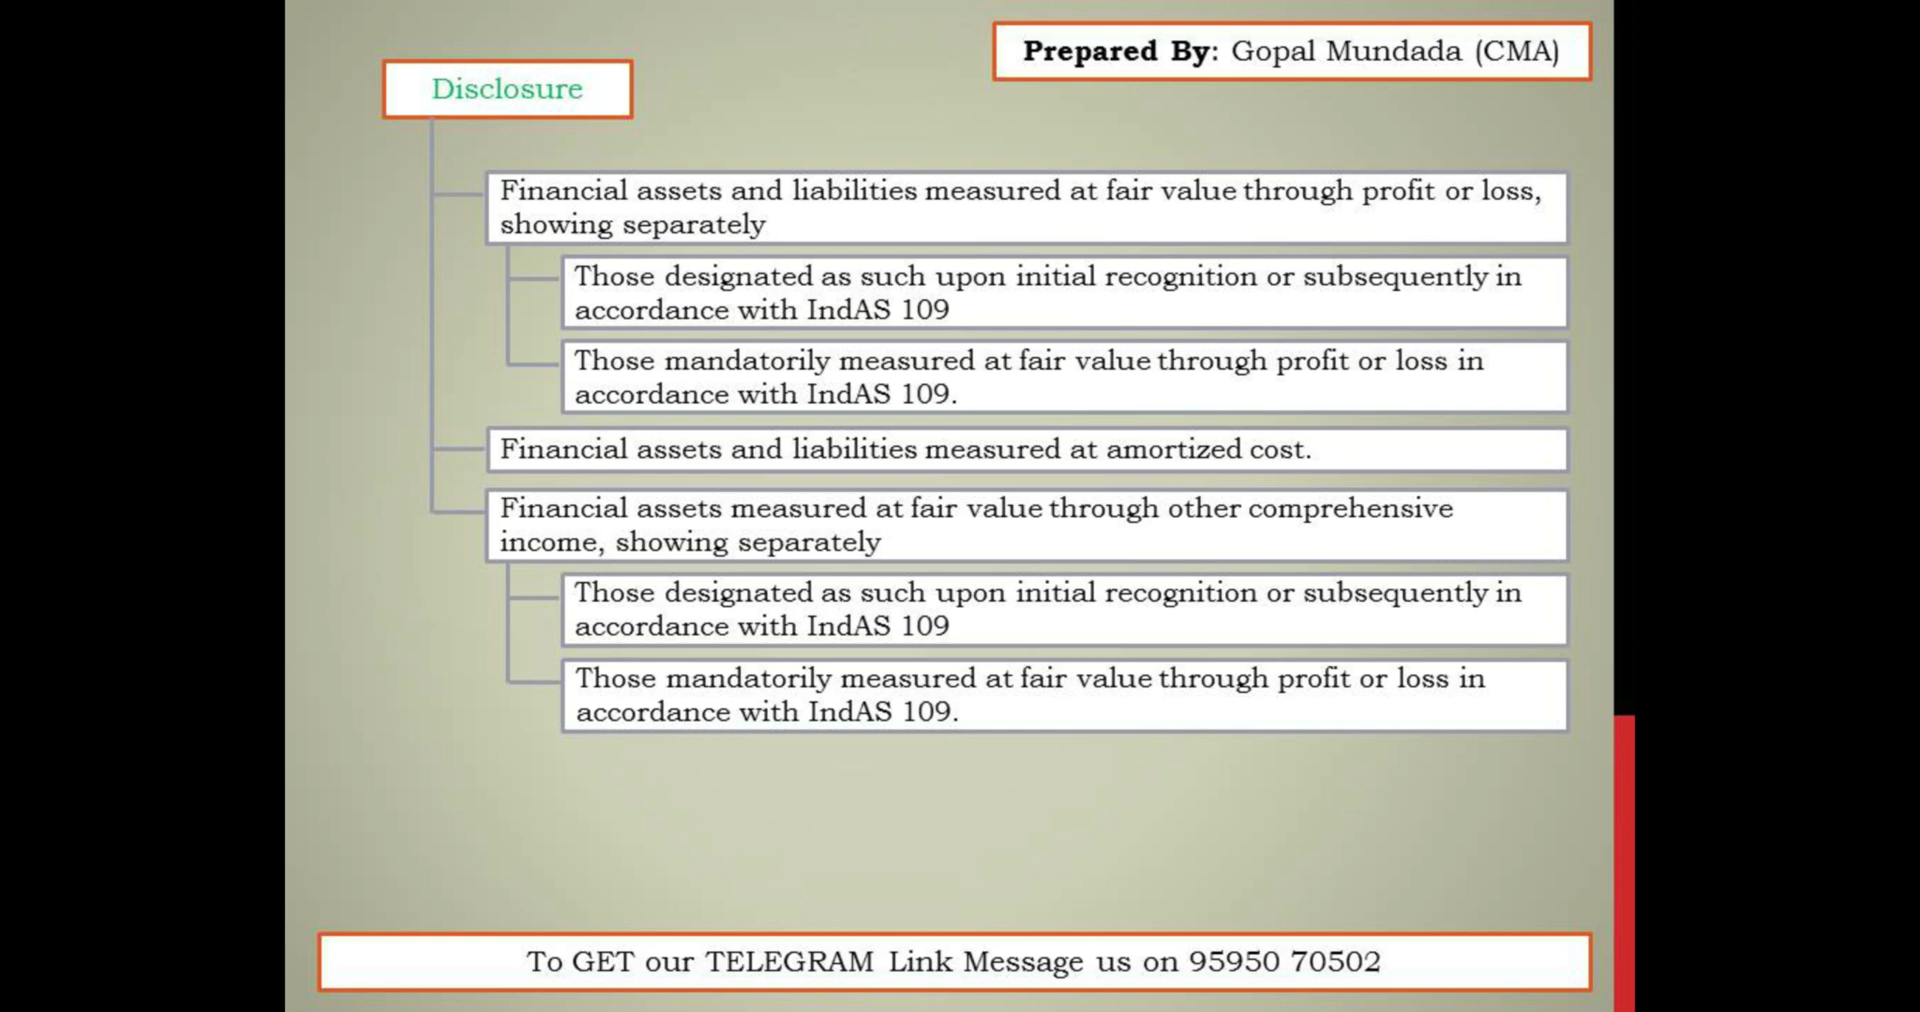 Prepared By: Gopal Mundada (CMA)
Disclosure
Financial assets and liabilities measured at fair value through profit or loss,
showing separately
Those designated as such upon initial recognition or subsequently in
accordance with IndAS 109
Those mandatorily measured at fair value through profit or loss in
accordance with IndAS 109.
Financial assets and liabilities measured at amortized cost.
Financial assets measured at fair value through other comprehensive
income, showing separately
Those designated as such upon initial recognition or subsequently in
accordance with IndAS 109
Those mandatorily measured at fair value through profit or loss in
accordance with IndAS 109.
To GET our TELEGRAM Link Message us on 95950 70502